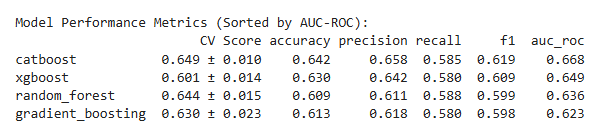 Model Performance Metrics (Sorted by AUC-ROC):
CV Score accuracy precision recall f1 auc_roc
catboost 0.649 ± 0.010 0.642 0.658 0.585 0.619 0.668
xgboost 0.601 ± 0.014 0.630 0.642 0.580 0.609 0.649
random_forest 0.644 ± 0.015 0.609 0.611 0.588 0.599 0.636
gradient_boosting 0.630 ± 0.023 0.613 0.618 0.580 0.598 0.623